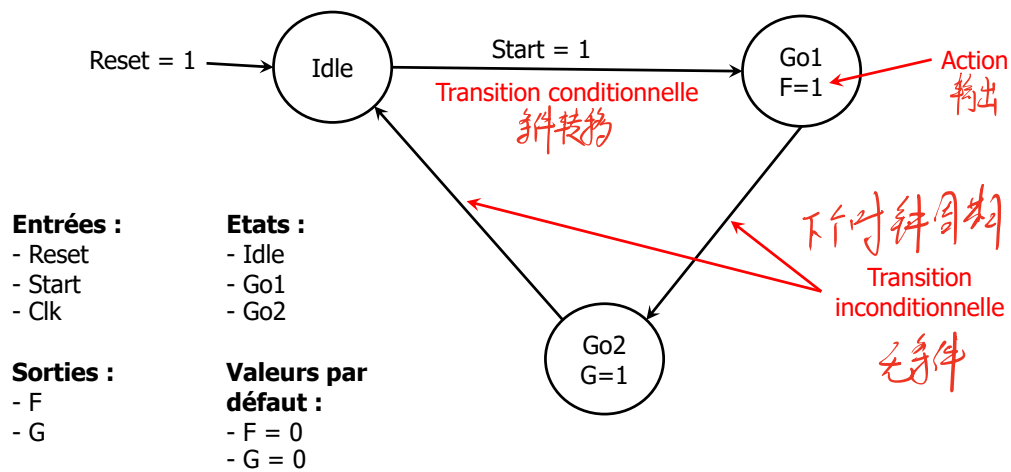 Reset = 1
Idle
Start = 1
Go1
F=1
Action
输出
Transition conditionnelle
条件转移
下个时钟周期
Transition
inconditionnelle
无条件
Go2
G=1
Entrées :
- Reset
- Start
- Clk
Etats :
- Idle
- Go1
- Go2
Sorties :
- F
- G
Valeurs par
défaut :
- F = 0
- G = 0